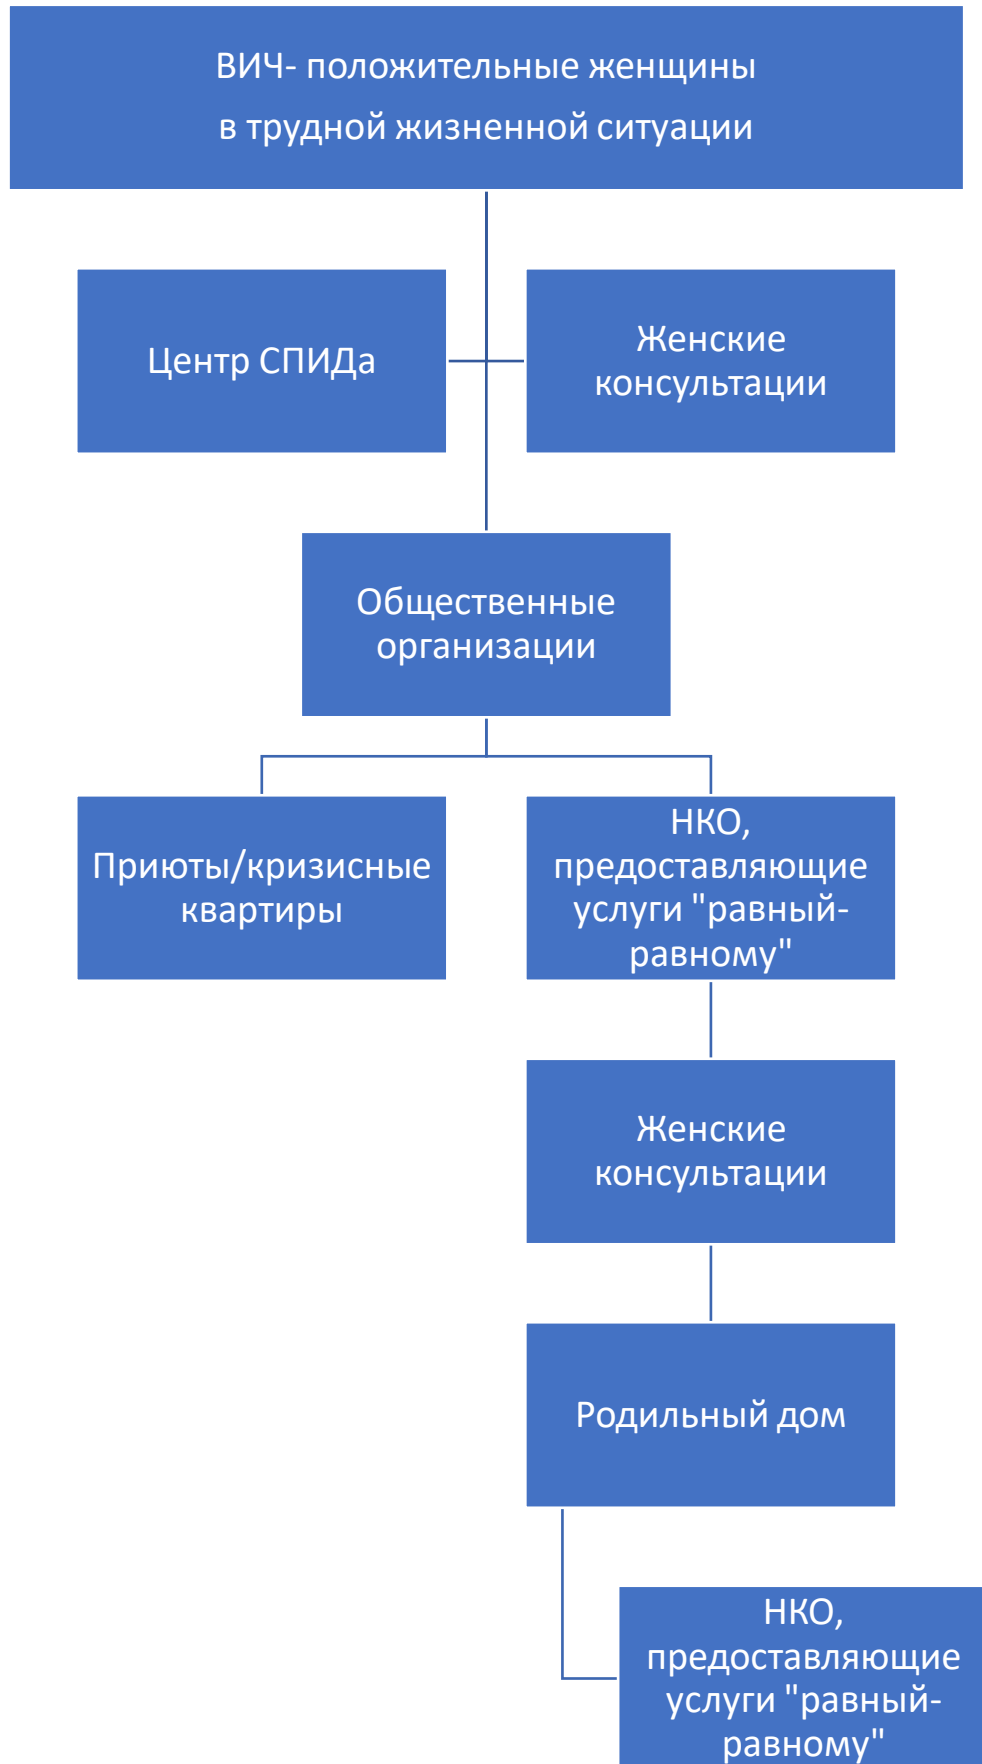 ВИЧ- положительные женщины
в трудной жизненной ситуации
Центр СПИДа
Женские
консультации
Общественные
организации
Приюты/кризисные
квартиры
НКО,
предоставляющие
услуги "равный-
равному"
Женские
консультации
Родильный дом
НКО,
предоставляющие
услуги "равный-
равному"